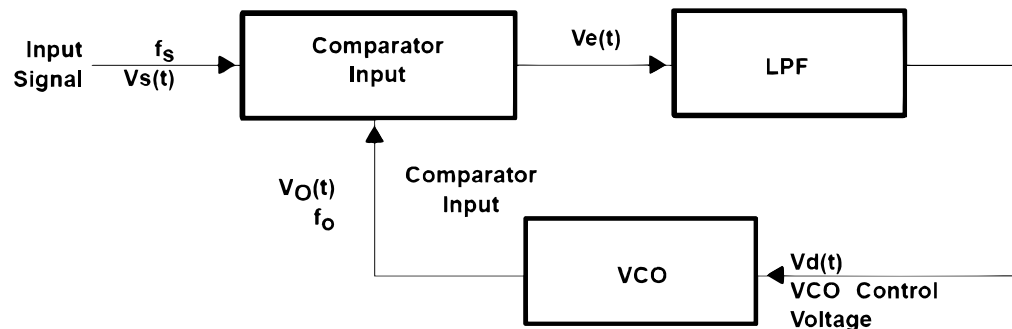 Input
Signal
fs
Vs(t)
Comparator
Input
Ve(t)
LPF
VO(t)
fo
Comparator
Input
VCO
Vd(t)
VCO Control
Voltage